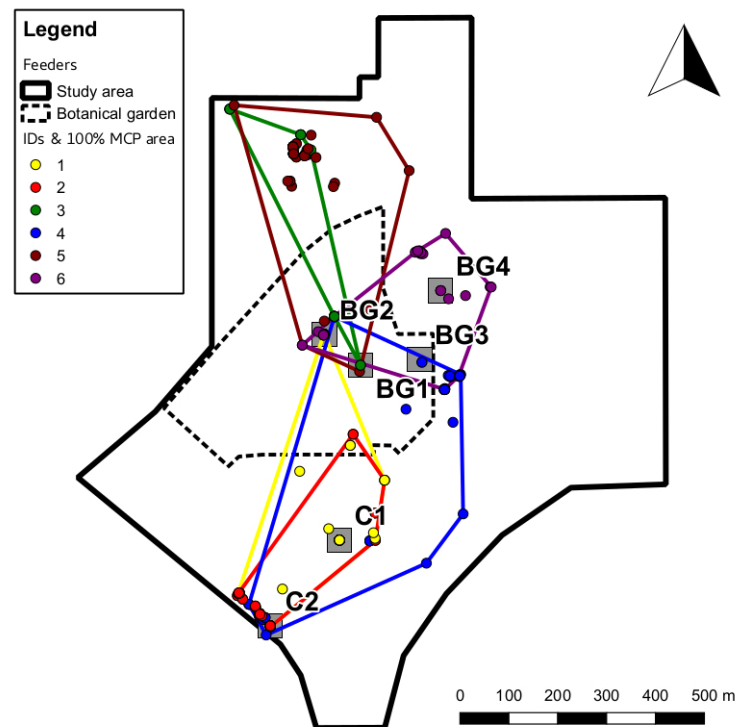 Legend
Feeders
Study area
Botanical garden
IDs & 100% MCP area
1
2
3
4
5
6
BG4
BG2
BG3
BG1
C1
C2
0 100 200 300 400 500 m